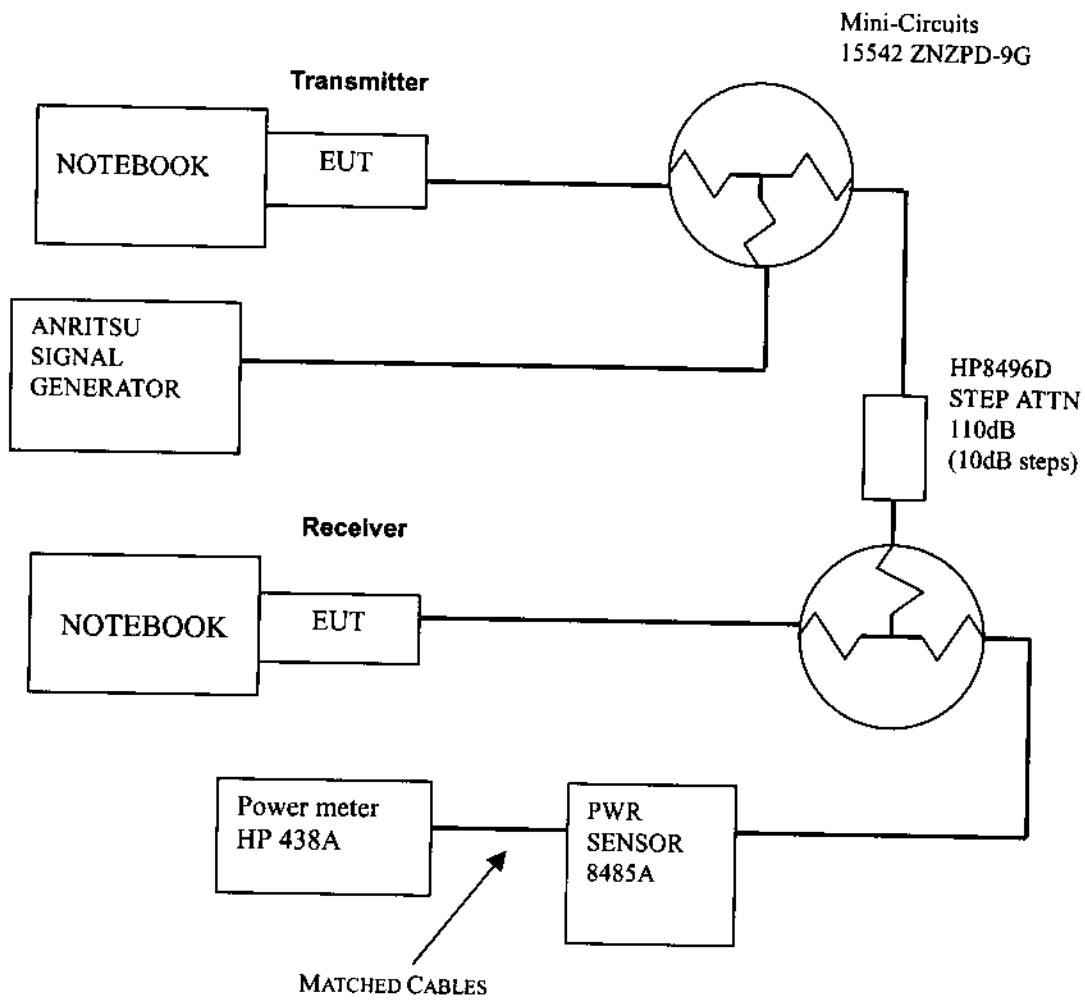 Mini-Circuits
15542 ZNZPD-9G
Transmitter
NOTEBOOK
EUT
ANRITSU
SIGNAL
GENERATOR
HP8496D
STEP ATTN
110dB
(10dB steps)
Receiver
NOTEBOOK
EUT
Power meter
HP 438A
PWR
SENSOR
8485A
MATCHED CABLES